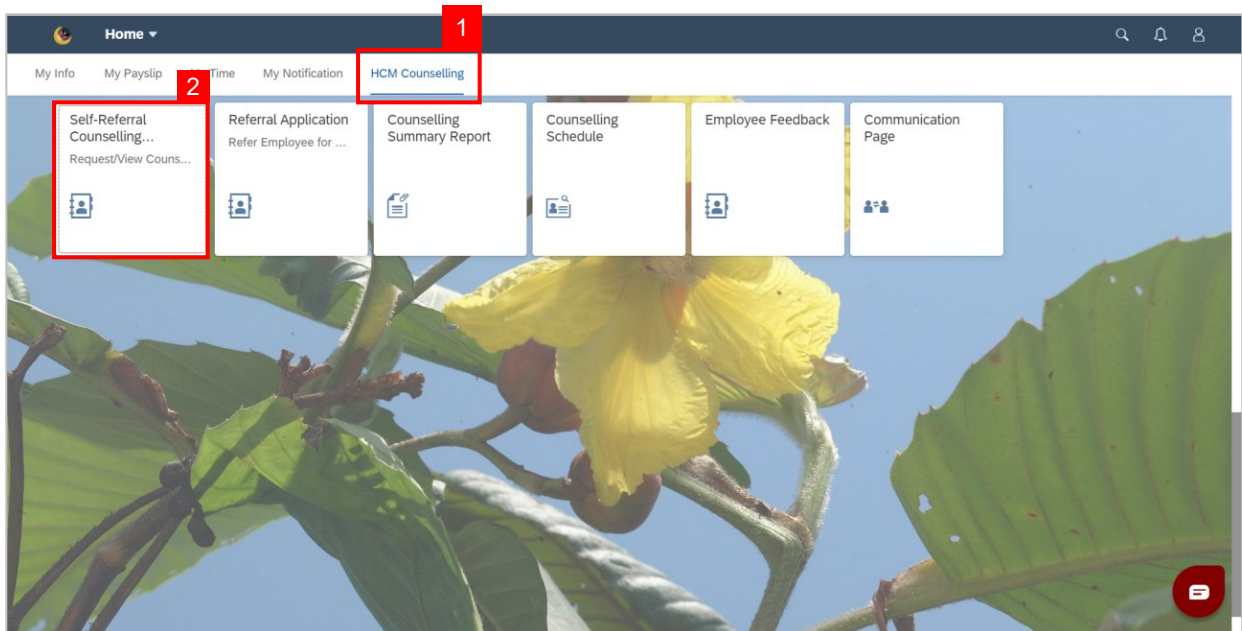 1
Home
My Info My Payslip Time My Notification HCM Counselling
2
Self-Referral
Counselling...
Request/View Couns...
Referral Application
Refer Employee for ...
Counselling
Summary Report
Counselling
Schedule
Employee Feedback
Communication
Page